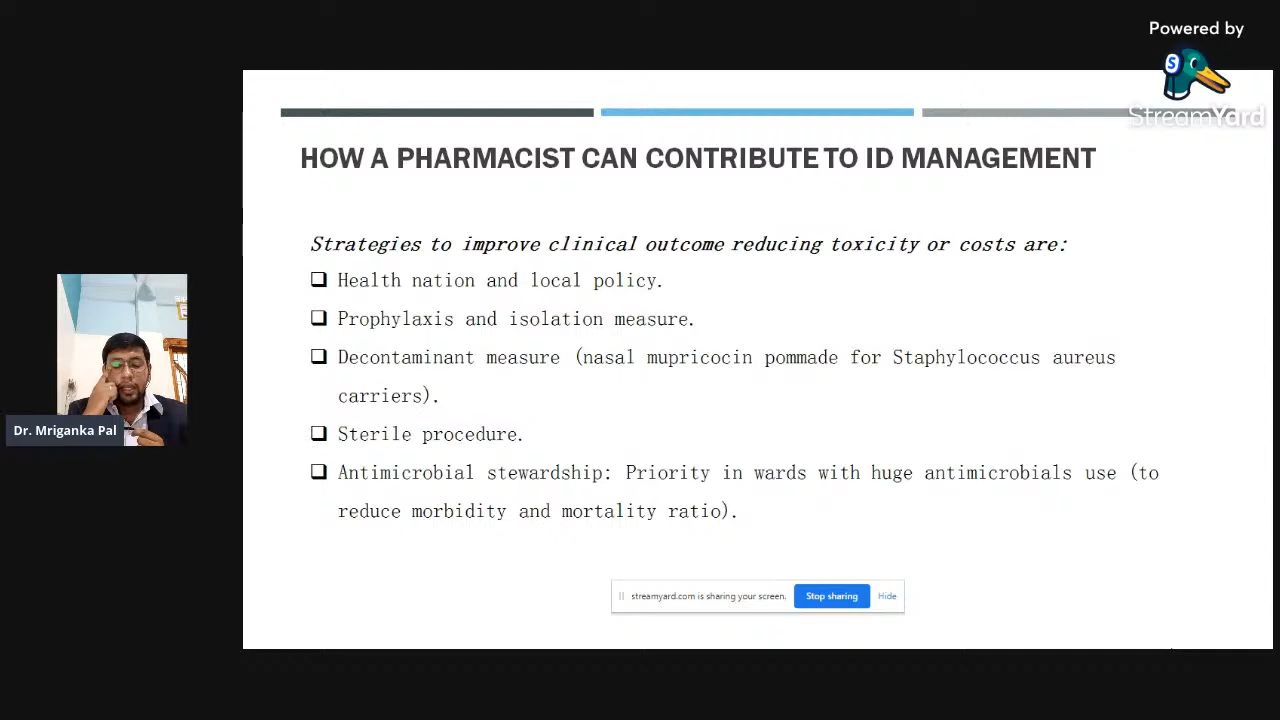 Powered by
S
StreamYard
HOW A PHARMACIST CAN CONTRIBUTE TO ID MANAGEMENT
Strategies to improve clinical outcome reducing toxicity or costs are:
Health nation and local policy.
Prophylaxis and isolation measure.
Decontaminant measure (nasal mupricocin pommade for Staphylococcus aureus
carriers).
Sterile procedure.
Antimicrobial stewardship: Priority in wards with huge antimicrobials use (to
reduce morbidity and mortality ratio).
Dr. Mriganka Pal
streamyard.com is sharing your screen. Stop sharing Hide